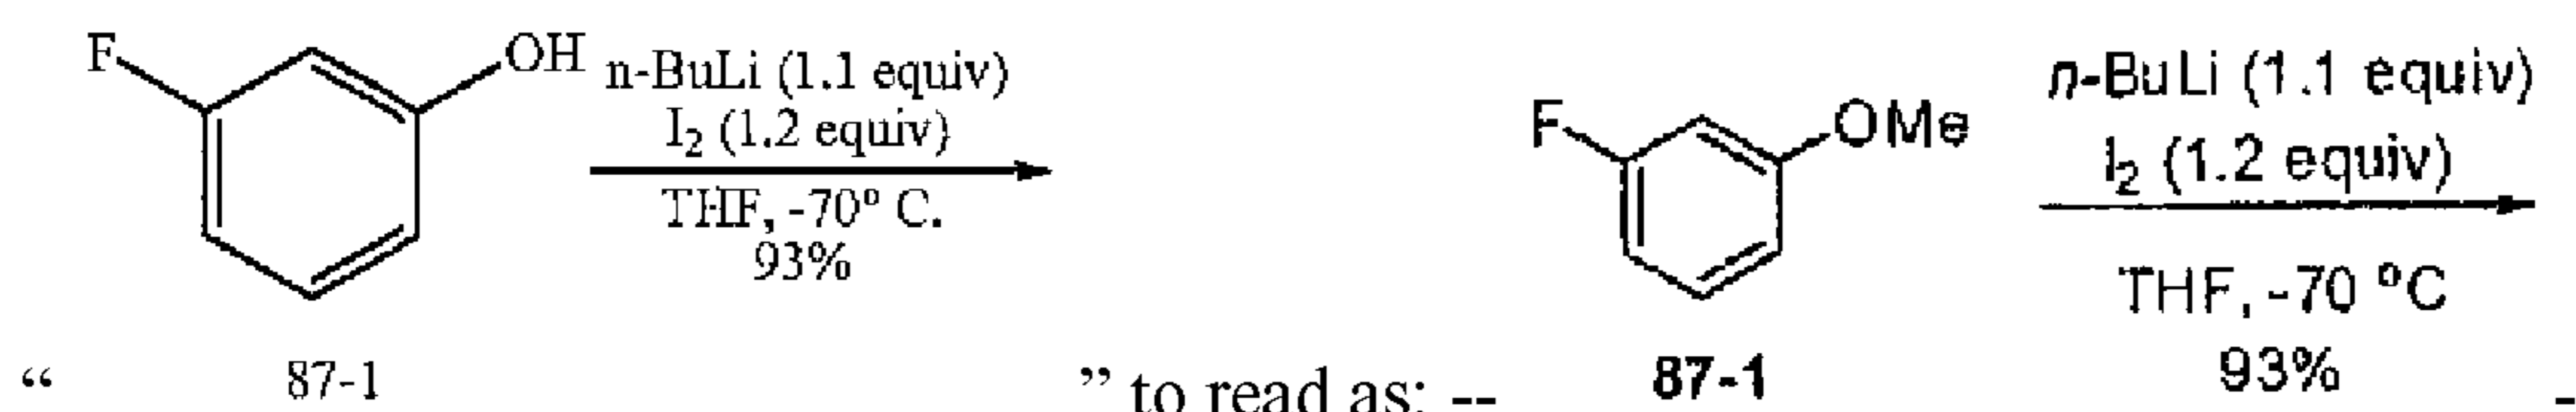 F OH n-BuLi (1.1 equiv)
I₂ (1.2 equiv)
THF, -70° C.
93%
“ 87-1 ” to read as: --
F OMe n-BuLi (1.1 equiv)
I₂ (1.2 equiv)
THF, -70 °C
93%
87-1 -